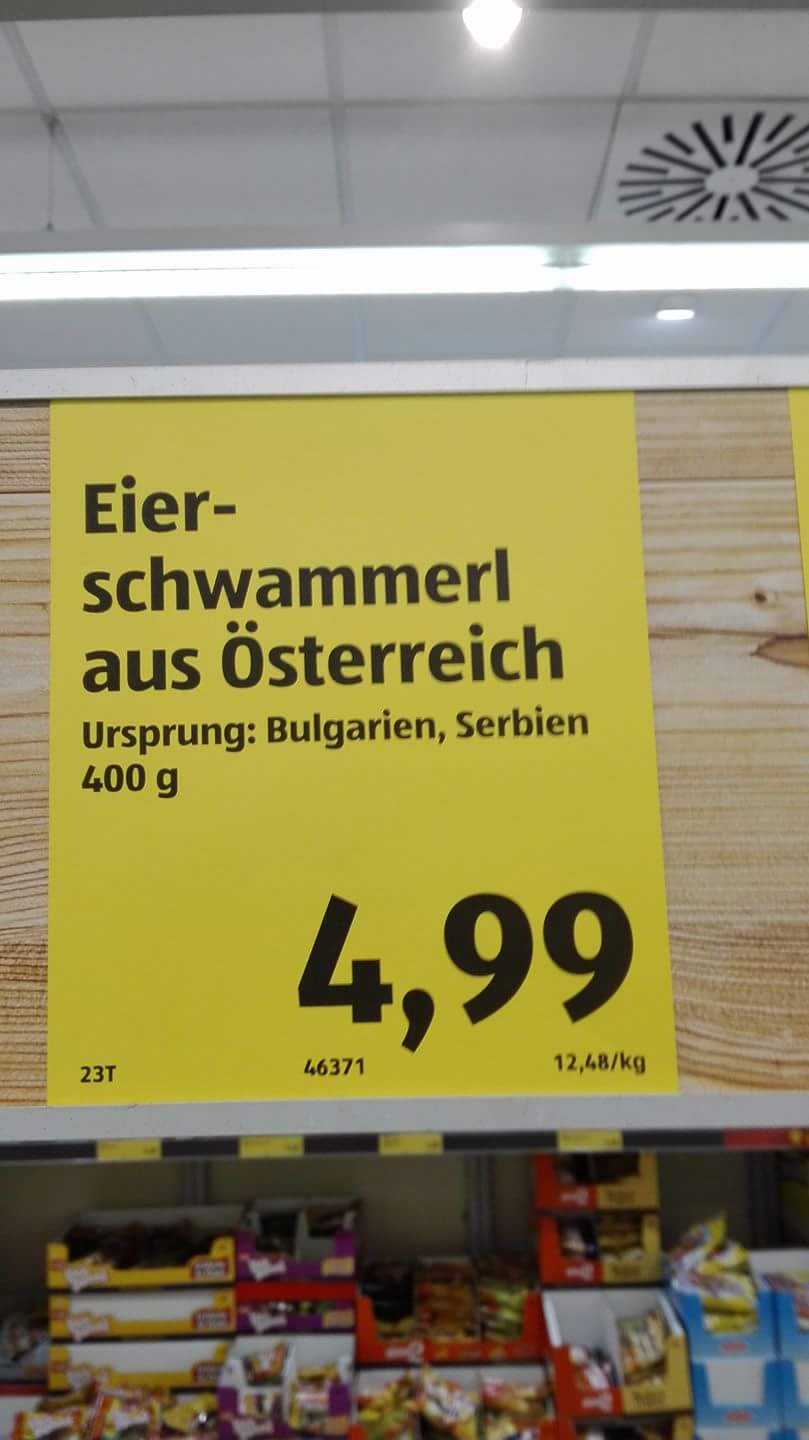 Eier-
schwammerl
aus Österreich
Ursprung: Bulgarien, Serbien
400 g
4,99
23T 46371 12,48/kg